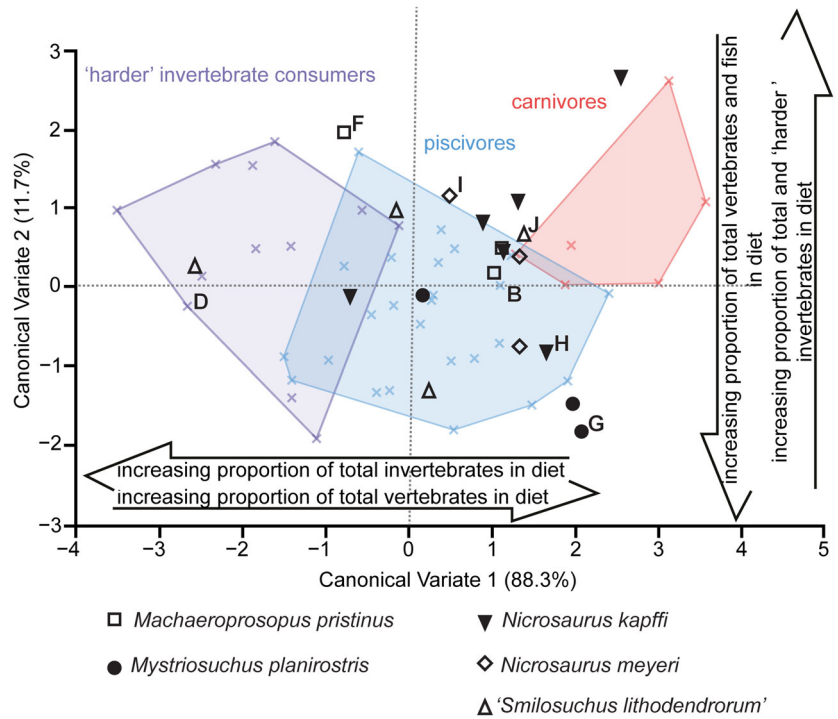 3
2
1
0
−1
−2
−3
Canonical Variate 2 (11.7%)
'harder' invertebrate consumers
piscivores
carnivores
F
I
J
D
B
H
G
increasing proportion of total invertebrates in diet
increasing proportion of total vertebrates in diet
increasing proportion of total vertebrates and fish
in diet
increasing proportion of total and 'harder'
invertebrates in diet
−4
−3
−2
−1
0
1
2
3
4
5
Canonical Variate 1 (88.3%)
Machaeroprosopus pristinus
Mystriosuchus planirostris
Nicrosaurus kapffi
Nicrosaurus meyeri
'Smilosuchus lithodendrorum'